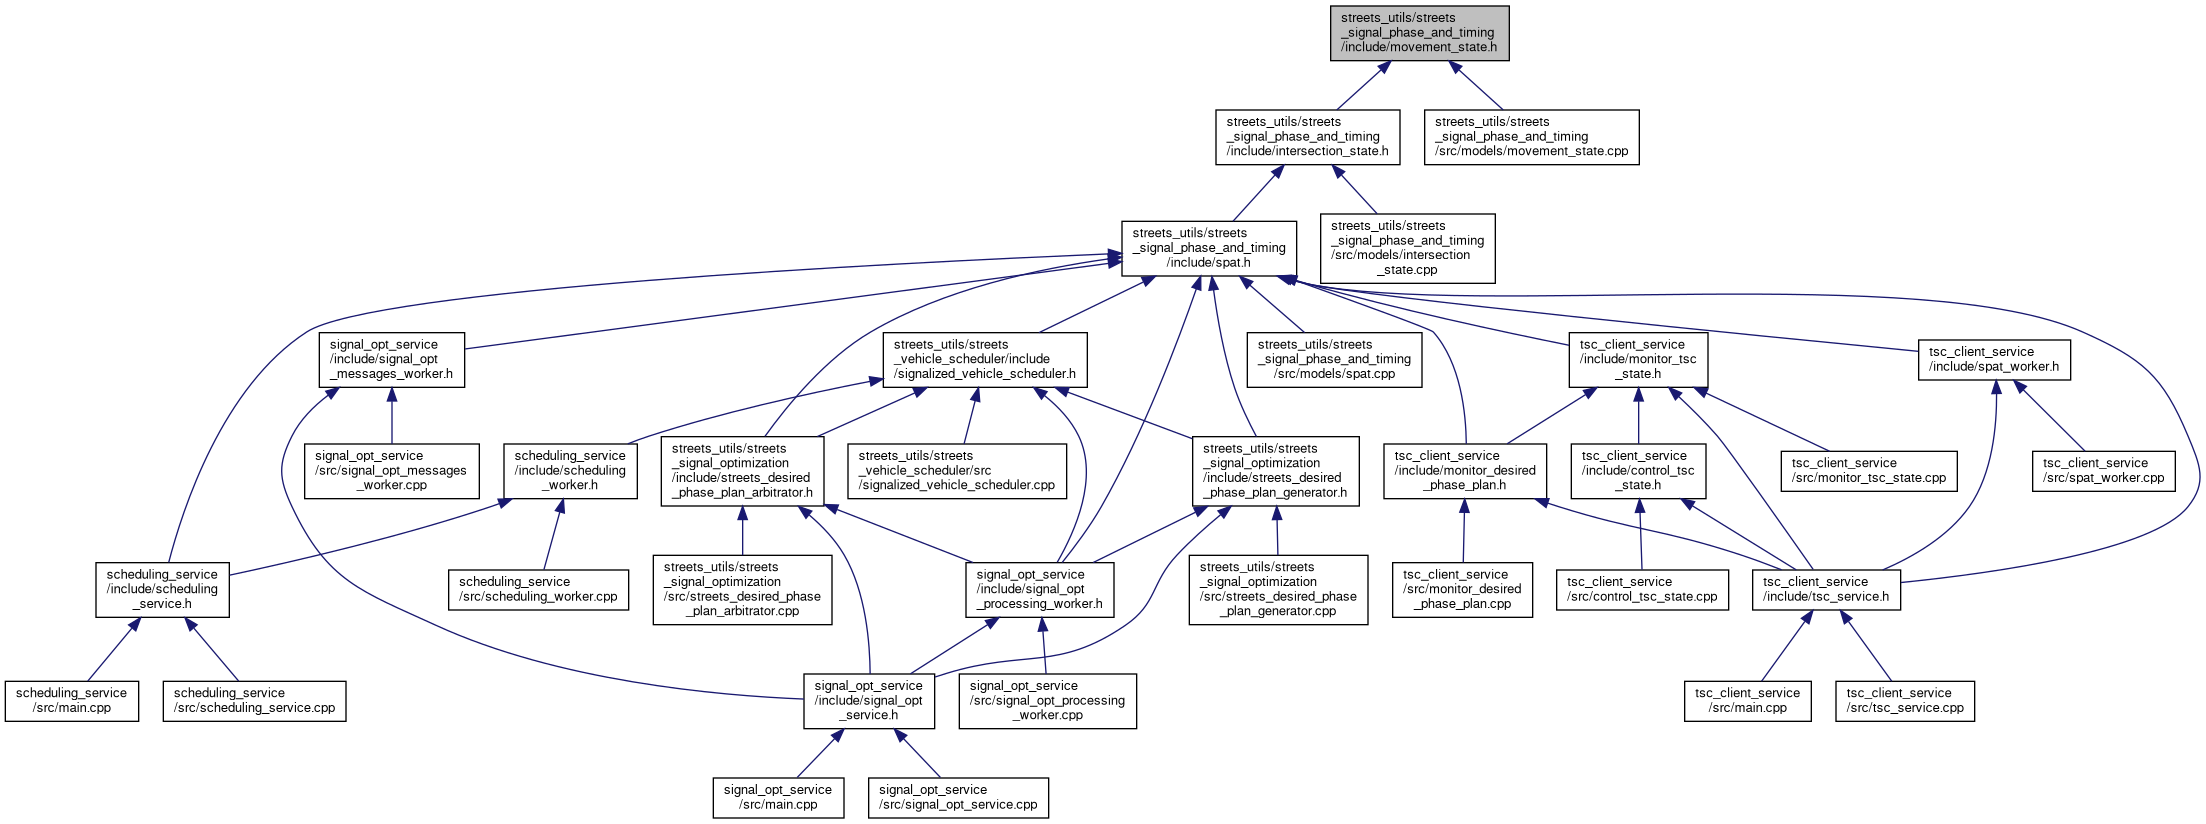 streets_utils/streets
_signal_phase_and_timing
/include/movement_state.h
streets_utils/streets
_signal_phase_and_timing
/include/intersection_state.h
streets_utils/streets
_signal_phase_and_timing
/src/models/movement_state.cpp
streets_utils/streets
_signal_phase_and_timing
/include/spat.h
streets_utils/streets
_signal_phase_and_timing
/src/models/intersection
_state.cpp
signal_opt_service
/include/signal_opt
_messages_worker.h
streets_utils/streets
_vehicle_scheduler/include
/signalized_vehicle_scheduler.h
streets_utils/streets
_signal_phase_and_timing
/src/models/spat.cpp
tsc_client_service
/include/monitor_tsc
_state.h
tsc_client_service
/include/spat_worker.h
signal_opt_service
/src/signal_opt_messages
_worker.cpp
scheduling_service
/include/scheduling
_worker.h
streets_utils/streets
_signal_optimization
/include/streets_desired
_phase_plan_arbitrator.h
streets_utils/streets
_vehicle_scheduler/src
/signalized_vehicle_scheduler.cpp
streets_utils/streets
_signal_optimization
/include/streets_desired
_phase_plan_generator.h
tsc_client_service
/include/monitor_desired
_phase_plan.h
tsc_client_service
/include/control_tsc
_state.h
tsc_client_service
/src/monitor_tsc_state.cpp
tsc_client_service
/src/spat_worker.cpp
scheduling_service
/include/scheduling
_service.h
scheduling_service
/src/scheduling_worker.cpp
streets_utils/streets
_signal_optimization
/src/streets_desired_phase
_plan_arbitrator.cpp
signal_opt_service
/include/signal_opt
_processing_worker.h
streets_utils/streets
_signal_optimization
/src/streets_desired_phase
_plan_generator.cpp
tsc_client_service
/src/monitor_desired
_phase_plan.cpp
tsc_client_service
/src/control_tsc_state.cpp
tsc_client_service
/include/tsc_service.h
scheduling_service
/src/main.cpp
scheduling_service
/src/scheduling_service.cpp
signal_opt_service
/include/signal_opt
_service.h
signal_opt_service
/src/signal_opt_processing
_worker.cpp
tsc_client_service
/src/main.cpp
tsc_client_service
/src/tsc_service.cpp
signal_opt_service
/src/main.cpp
signal_opt_service
/src/signal_opt_service.cpp